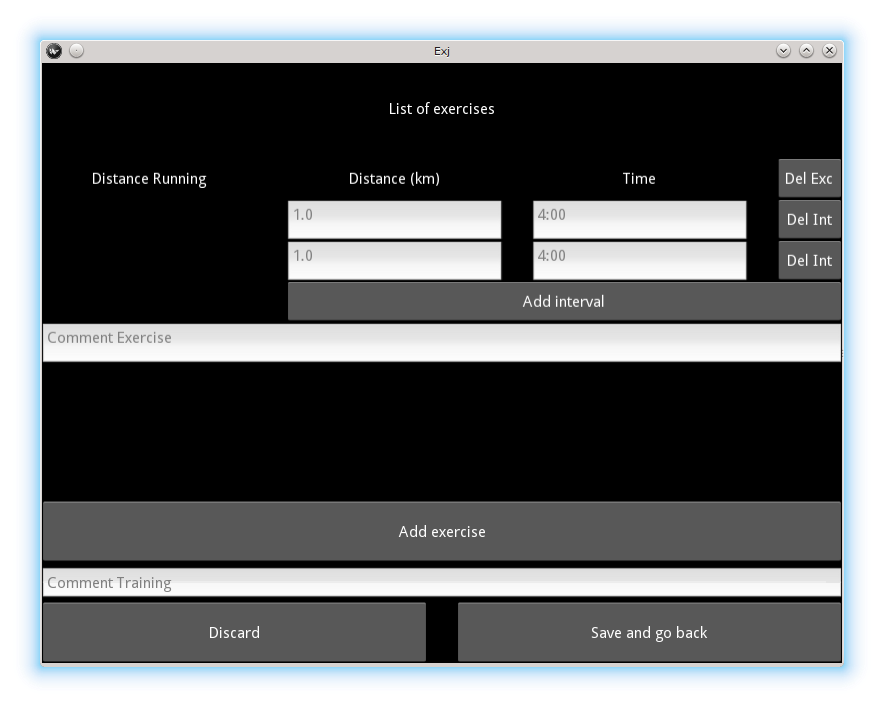 Exj
List of exercises
Distance Running Distance (km) Time Del Exc
1.0 4:00 Del Int
1.0 4:00 Del Int
Add interval
Comment Exercise
Add exercise
Comment Training
Discard Save and go back